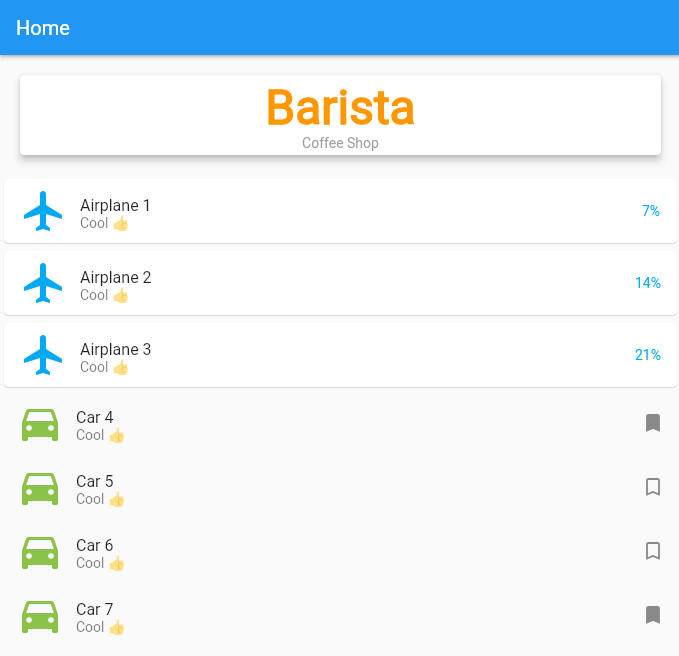 Home
Barista
Coffee Shop
Airplane 1
Cool 👍
7%
Airplane 2
Cool 👍
14%
Airplane 3
Cool 👍
21%
Car 4
Cool 👍
Car 5
Cool 👍
Car 6
Cool 👍
Car 7
Cool 👍